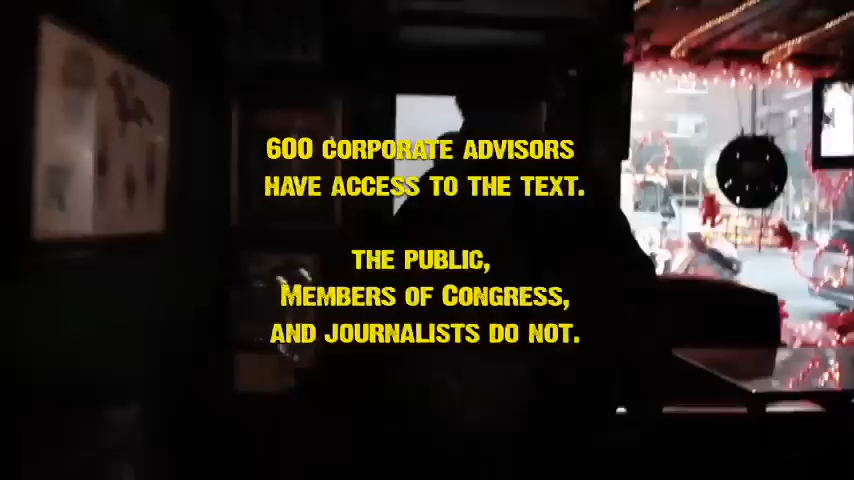 600 CORPORATE ADVISORS
HAVE ACCESS TO THE TEXT.
THE PUBLIC,
MEMBERS OF CONGRESS,
AND JOURNALISTS DO NOT.